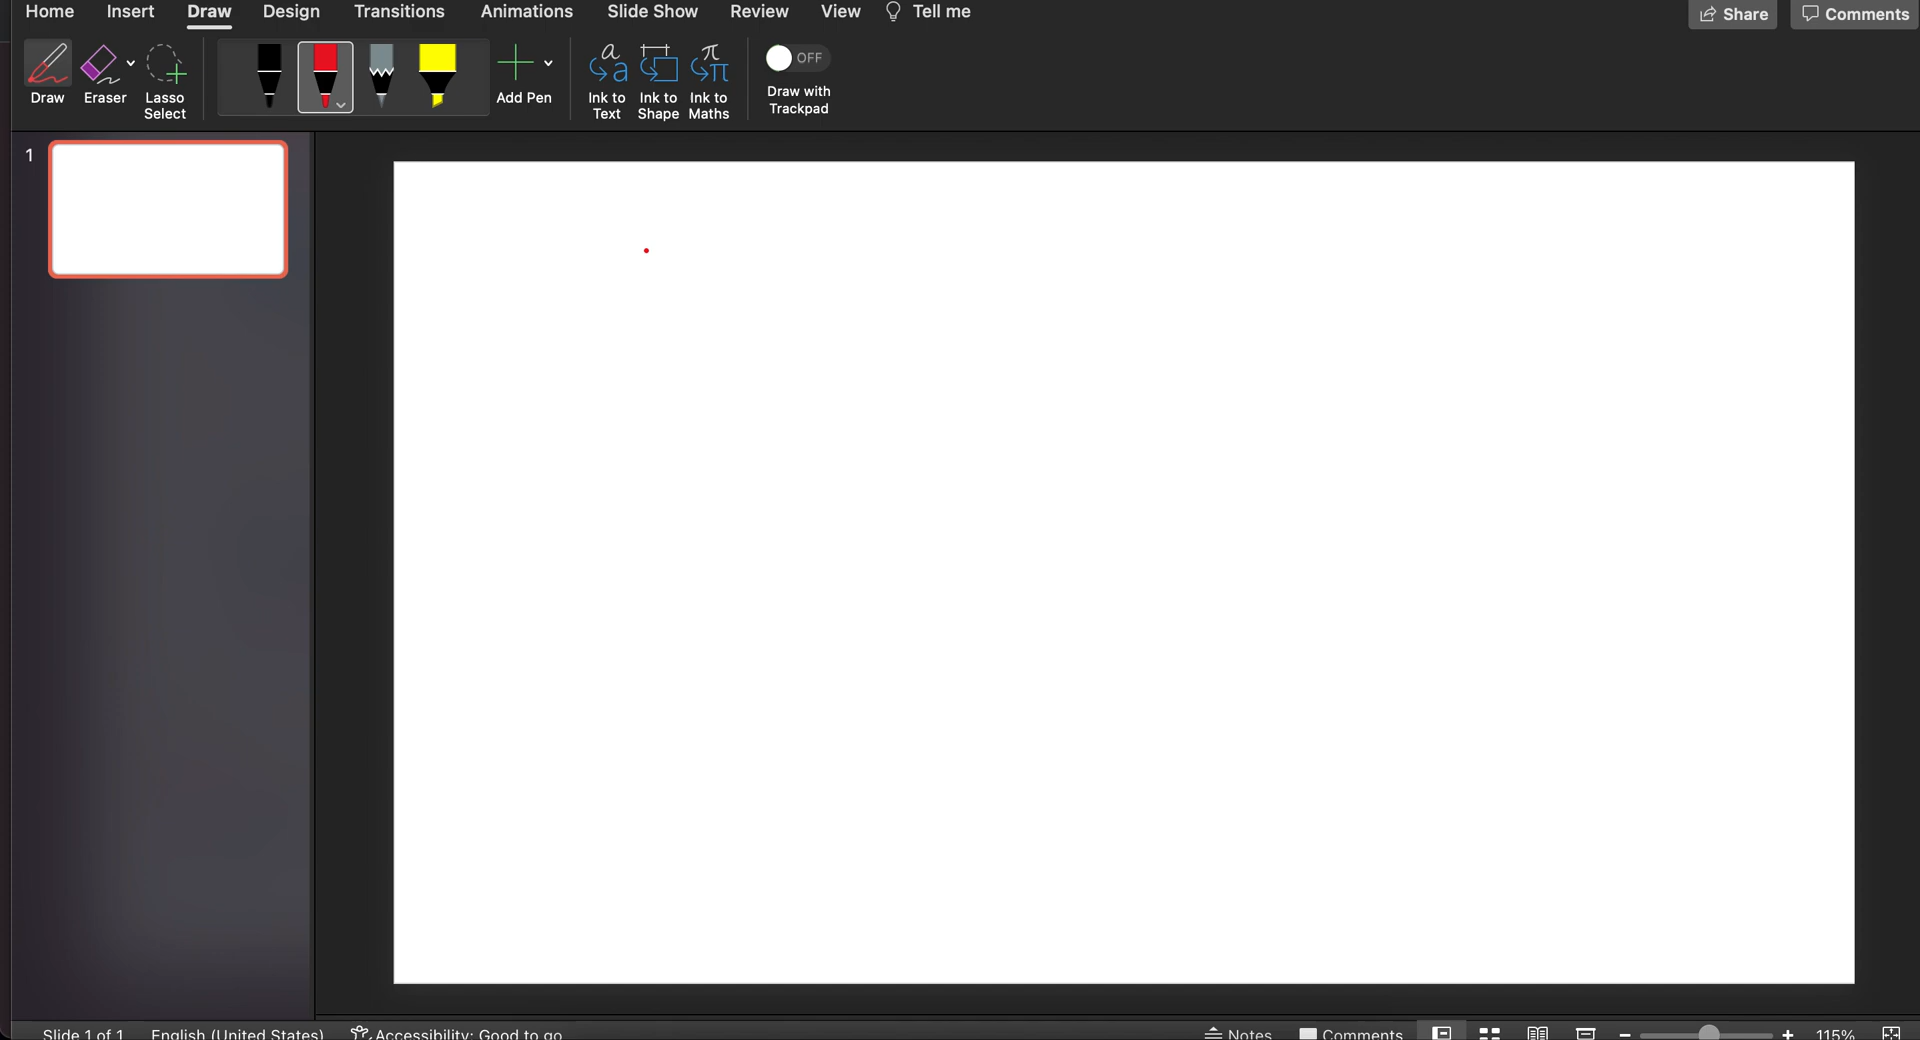 Home Insert Draw Design Transitions Animations Slide Show Review View Tell me Share Comments
Draw Eraser Lasso Select Add Pen Ink to Text Ink to Shape Ink to Maths OFF Draw with Trackpad
1
Slide 1 of 1 English (United States) Accessibility: Good to go Notes Comments 115%